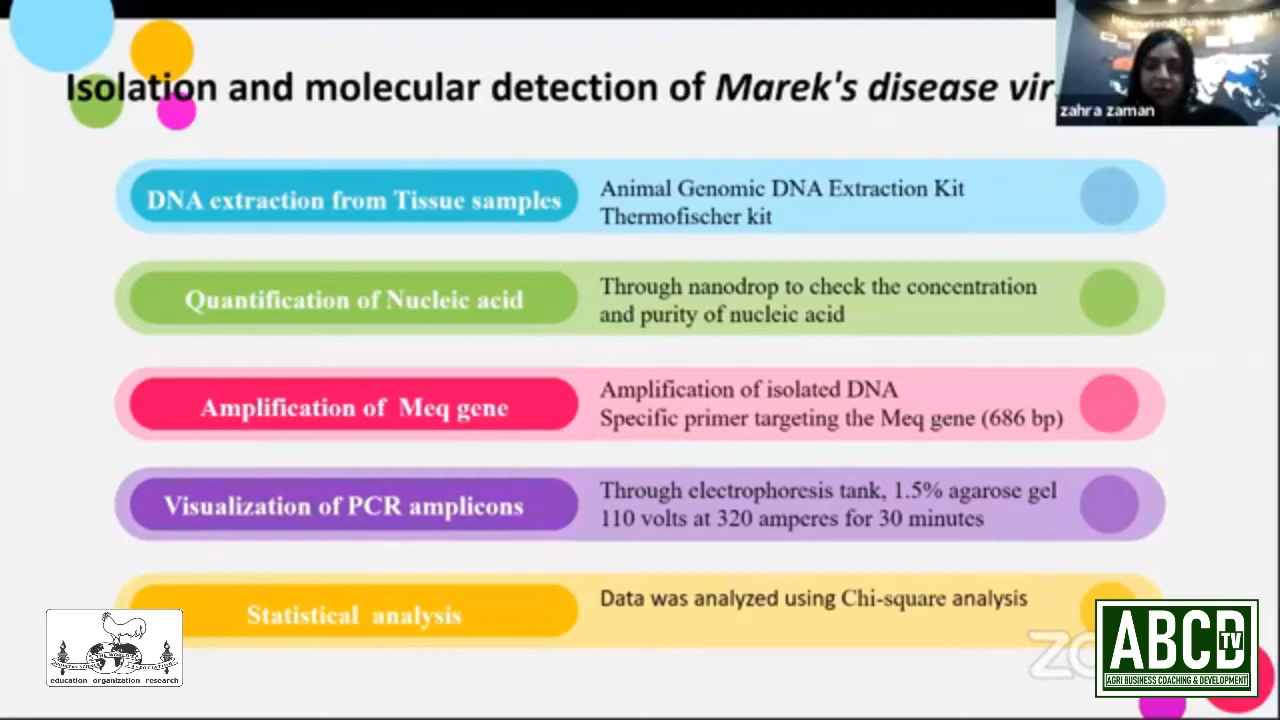 International Business
zahra zaman
Isolation and molecular detection of Marek's disease vir
DNA extraction from Tissue samples
Animal Genomic DNA Extraction Kit
Thermofischer kit
Quantification of Nucleic acid
Through nanodrop to check the concentration
and purity of nucleic acid
Amplification of Meq gene
Amplification of isolated DNA
Specific primer targeting the Meq gene (686 bp)
Visualization of PCR amplicons
Through electrophoresis tank, 1.5% agarose gel
110 volts at 320 amperes for 30 minutes
Statistical analysis
Data was analyzed using Chi-square analysis
education organization research
ZO
ABCD TV
AGRI BUSINESS COACHING & DEVELOPMENT